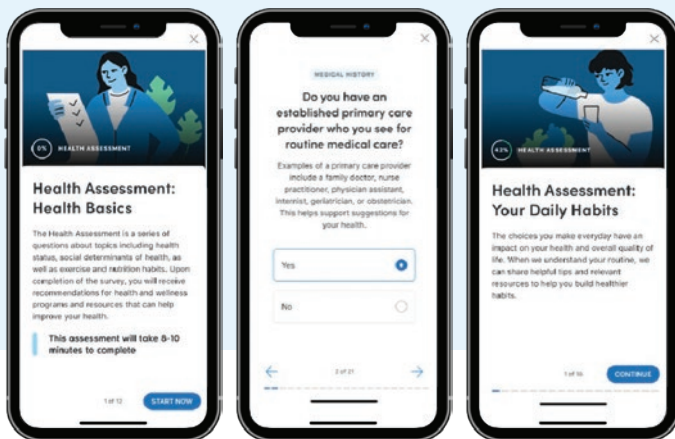 0%
HEALTH ASSESSMENT
Health Assessment:
Health Basics
The Health Assessment is a series of
questions about topics including health
status, social determinants of health, as
well as exercise and nutrition habits. Upon
completion of the survey, you will receive
recommendations for health and wellness
programs and resources that can help
improve your health.
This assessment will take 8-10
minutes to complete
1 of 12
START NOW
MEDICAL HISTORY
Do you have an
established primary care
provider who you see for
routine medical care?
Examples of a primary care provider
include a family doctor, nurse
practitioner, physician assistant,
internist, geriatrician, or obstetrician.
This helps support suggestions for
your health.
Yes
No
of 21
HEALTH ASSESSMENT
Health Assessment:
Your Daily Habits
The choices you make everyday have an
impact on your health and overall quality of
life. When we understand your routine, we
can share helpful tips and relevant
resources to help you build healthier
habits.
1 of
CONTINUE